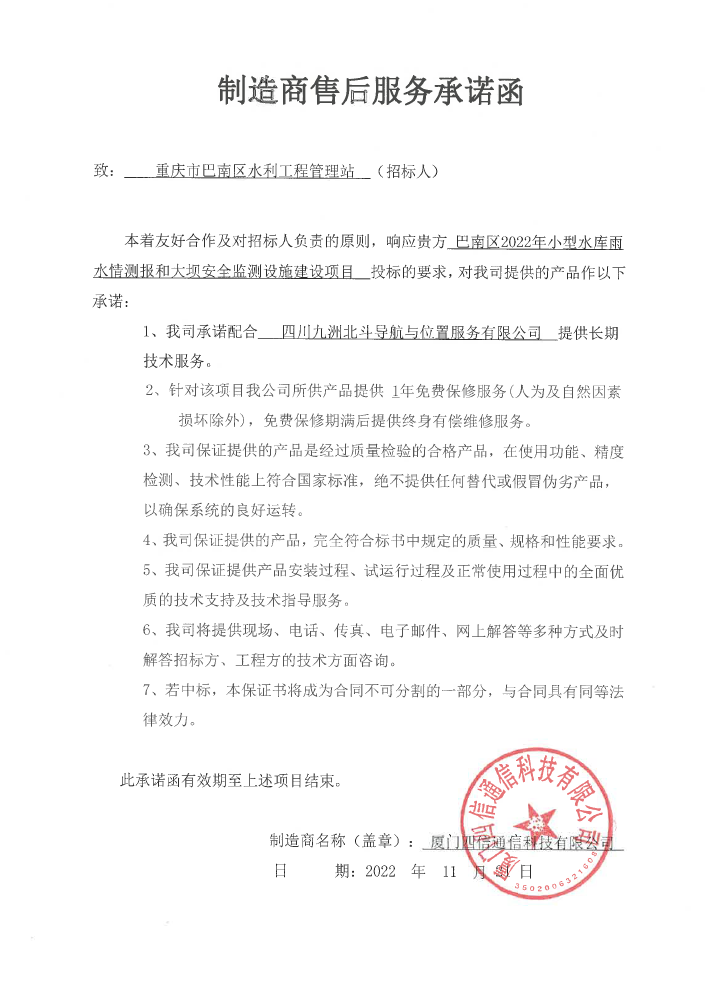 制造商售后服务承诺函
致： 重庆市巴南区水利工程管理站 （招标人）
本着友好合作及对招标人负责的原则，响应贵方 巴南区2022年小型水库雨
水情测报和大坝安全监测设施建设项目 投标的要求，对我司提供的产品作以下
承诺：
1、我司承诺配合 四川九洲北斗导航与位置服务有限公司 提供长期
技术服务。
2、针对该项目我公司所供产品提供 1年免费保修服务(人为及自然因素
损坏除外)，免费保修期满后提供终身有偿维修服务。
3、我司保证提供的产品是经过质量检验的合格产品，在使用功能、精度
检测、技术性能上符合国家标准，绝不提供任何替代或假冒伪劣产品，
以确保系统的良好运转。
4、我司保证提供的产品，完全符合标书中规定的质量、规格和性能要求。
5、我司保证提供产品安装过程、试运行过程及正常使用过程中的全面优
质的技术支持及技术指导服务。
6、我司将提供现场、电话、传真、电子邮件、网上解答等多种方式及时
解答招标方、工程方的技术方面咨询。
7、若中标，本保证书将成为合同不可分割的一部分，与合同具有同等法
律效力。
此承诺函有效期至上述项目结束。
制造商名称（盖章）： 厦门四信通信科技有限公司
日 期：2022 年 11 月 21 日
厦门四信通信科技有限公司
3502006321608